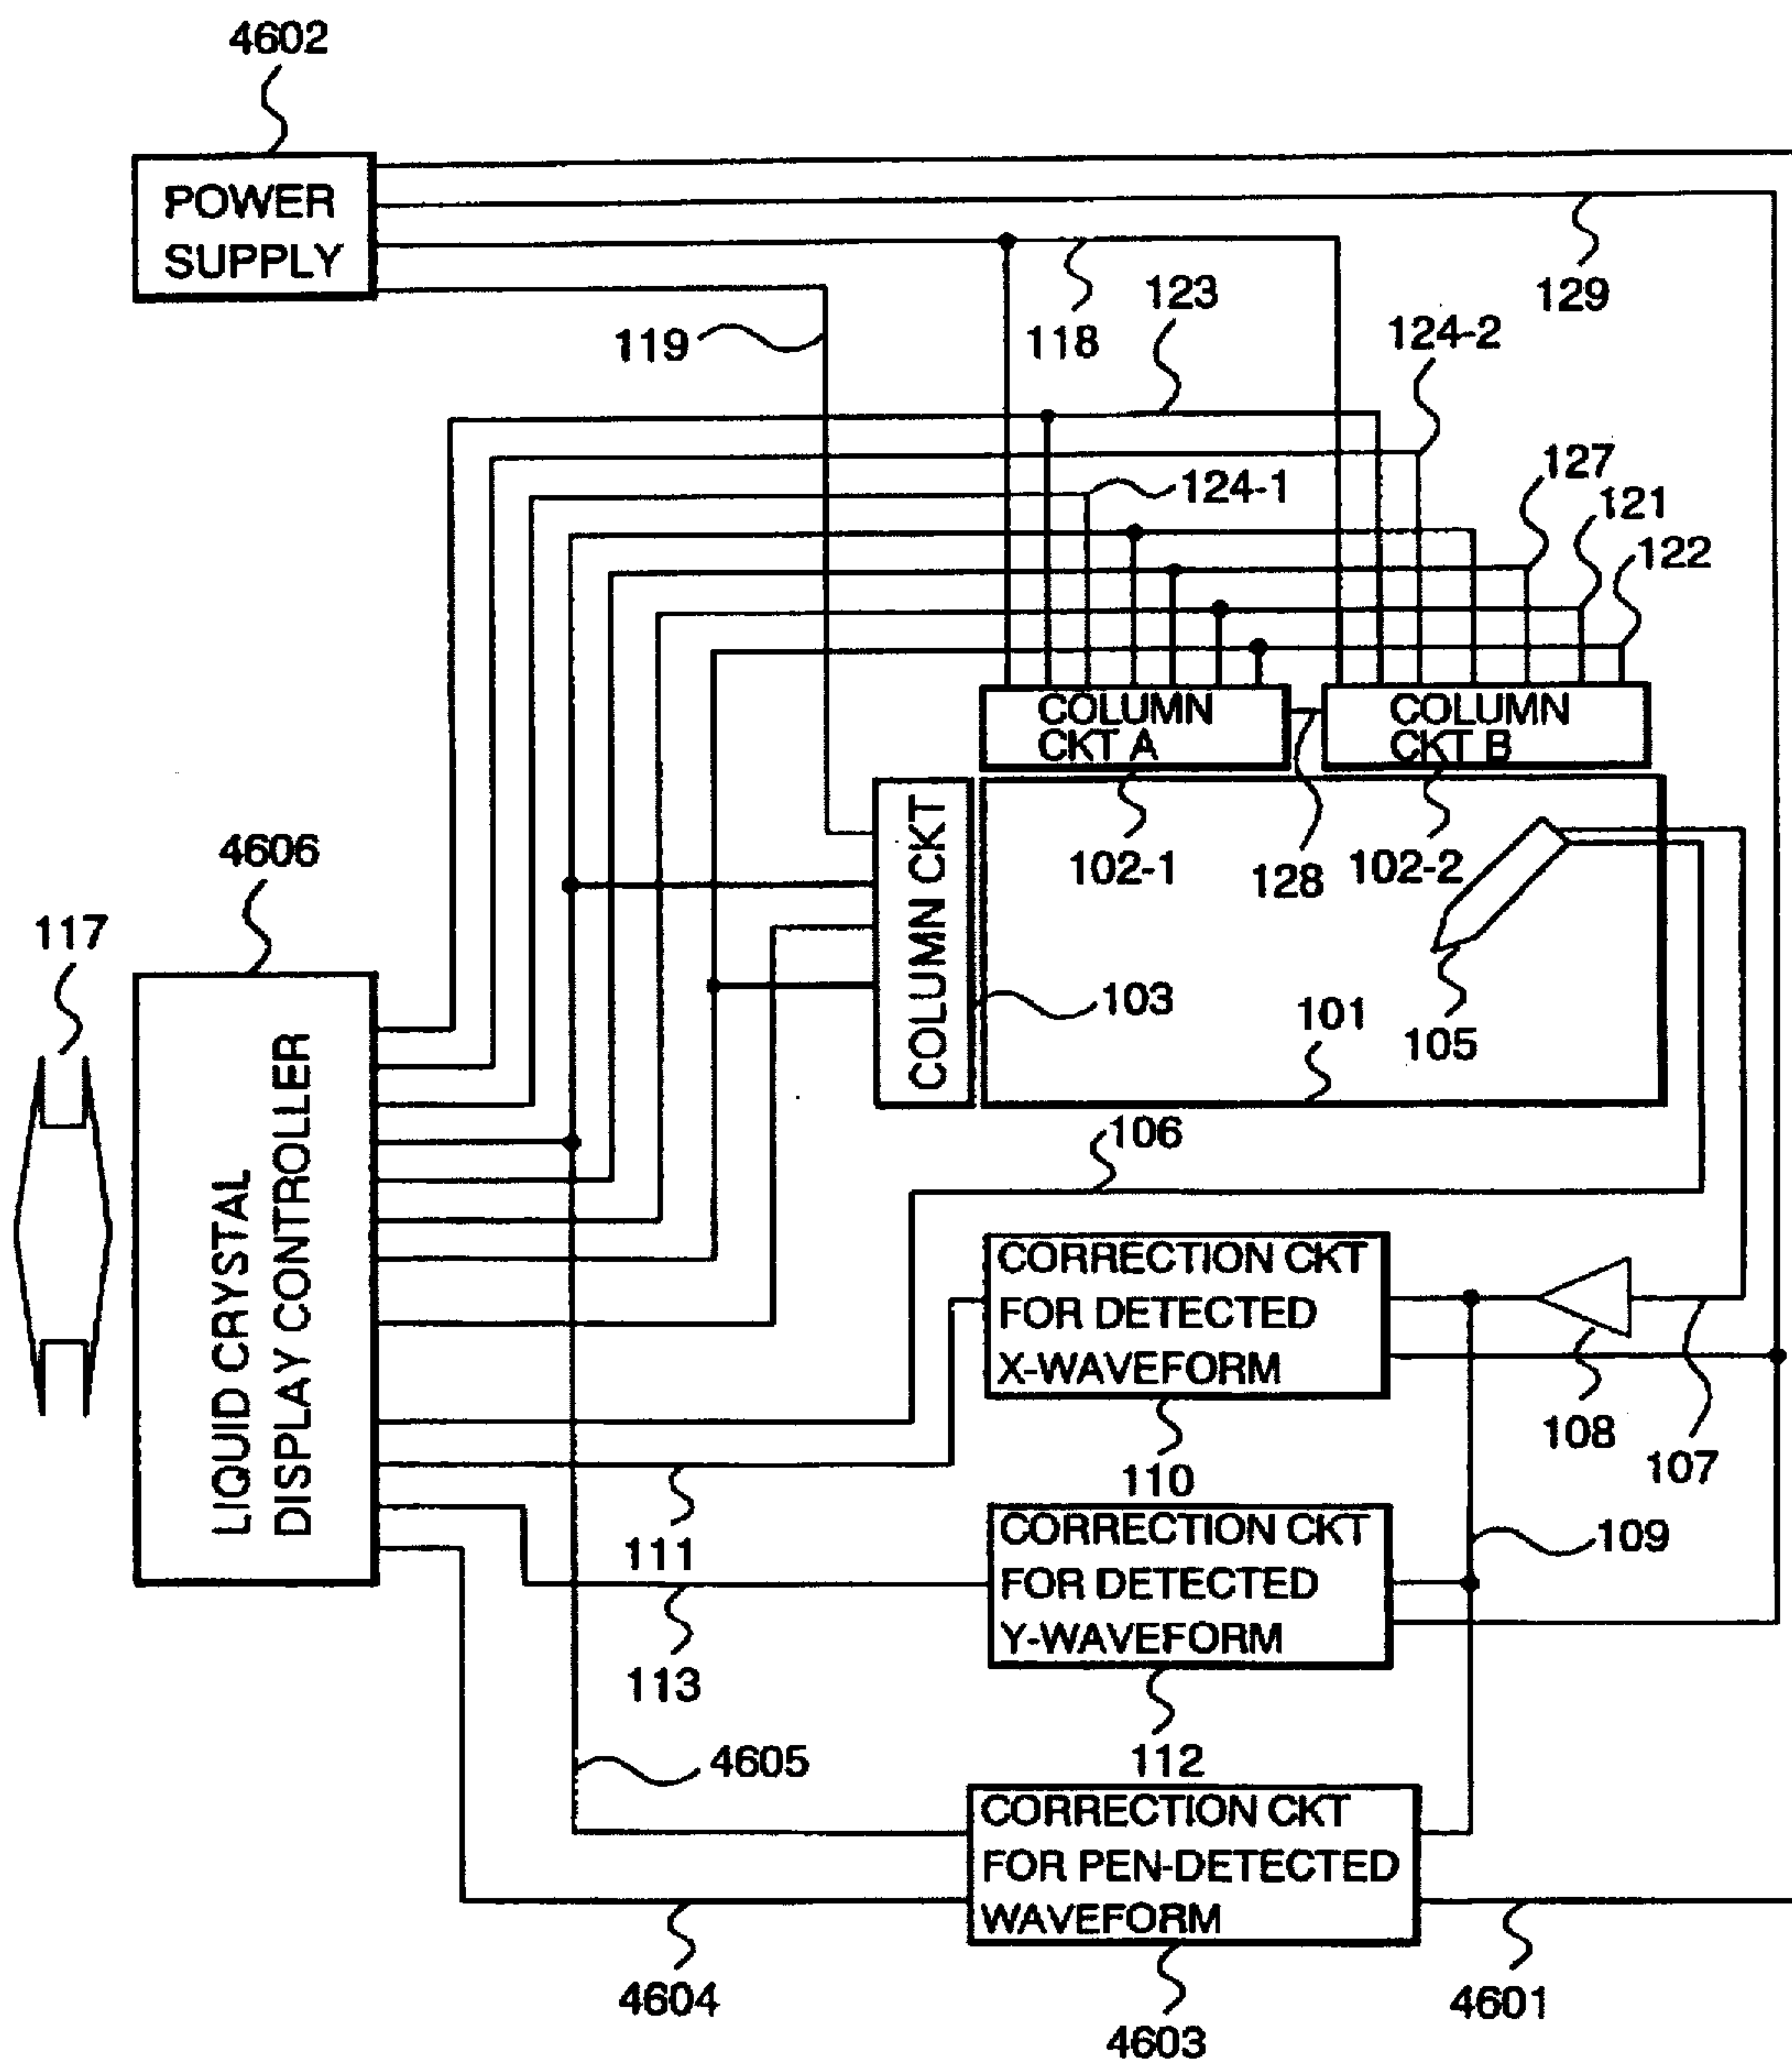 4602
POWER
SUPPLY
129
123
119
118
124-2
124-1
127
121
122
COLUMN
CKT A
COLUMN
CKT B
4606
117
102-1
128
102-2
COLUMN CKT
103
101
105
LIQUID CRYSTAL
DISPLAY CONTROLLER
106
CORRECTION CKT
FOR DETECTED
X-WAVEFORM
108
107
110
111
CORRECTION CKT
FOR DETECTED
Y-WAVEFORM
109
113
112
4605
CORRECTION CKT
FOR PEN-DETECTED
WAVEFORM
4604
4603
4601